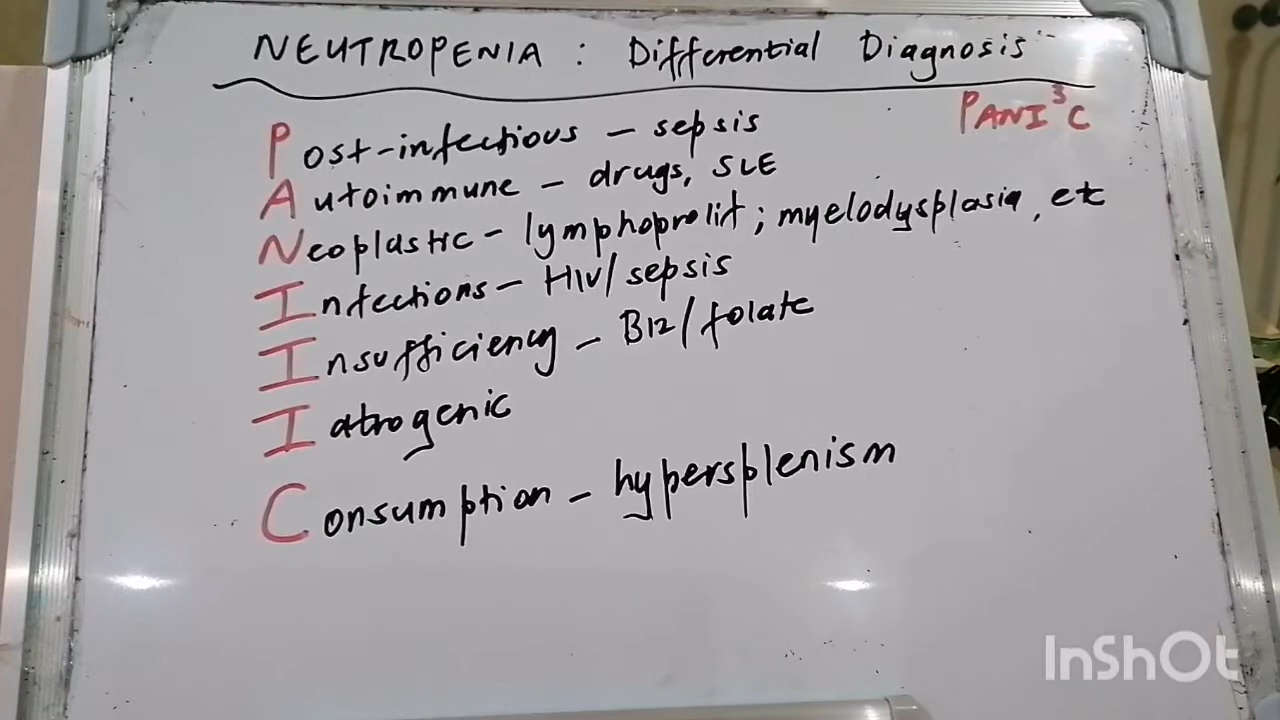 NEUTROPENIA : Differential Diagnosis
PANI³C
Post-infectious – sepsis
Autoimmune – drugs, SLE
Neoplastic – lymphoprolif; myelodysplasia, etc
Infections – HIV/sepsis
Insufficiency – B12/folate
Iatrogenic
Consumption – hypersplenism
InShOt